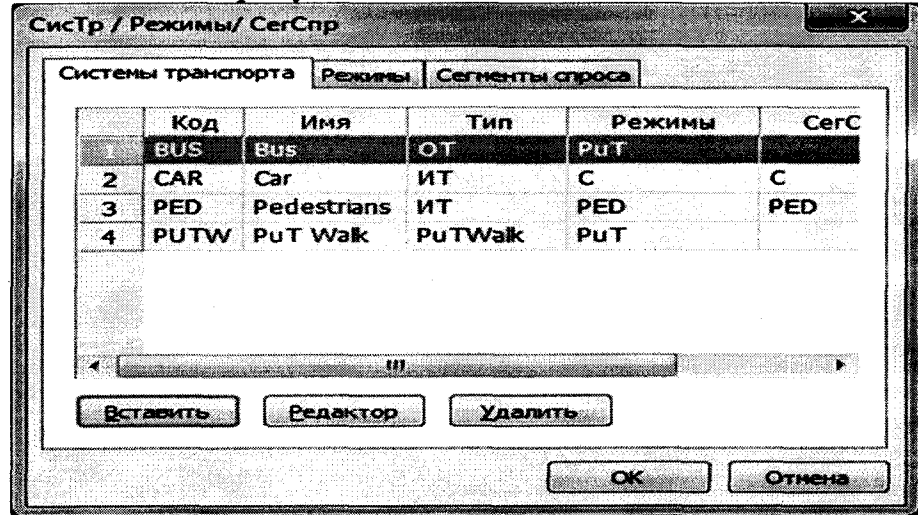 СисТр / Режимы/ СегСпр
Системы транспорта Режимы Сегменты спроса
Код Имя Тип Режимы СегС
1 BUS Bus ОТ PuT
2 CAR Car ИТ C C
3 PED Pedestrians ИТ PED PED
4 PUTW PuT Walk PuTWalk PuT
Вставить Редактор Удалить
OK Отмена